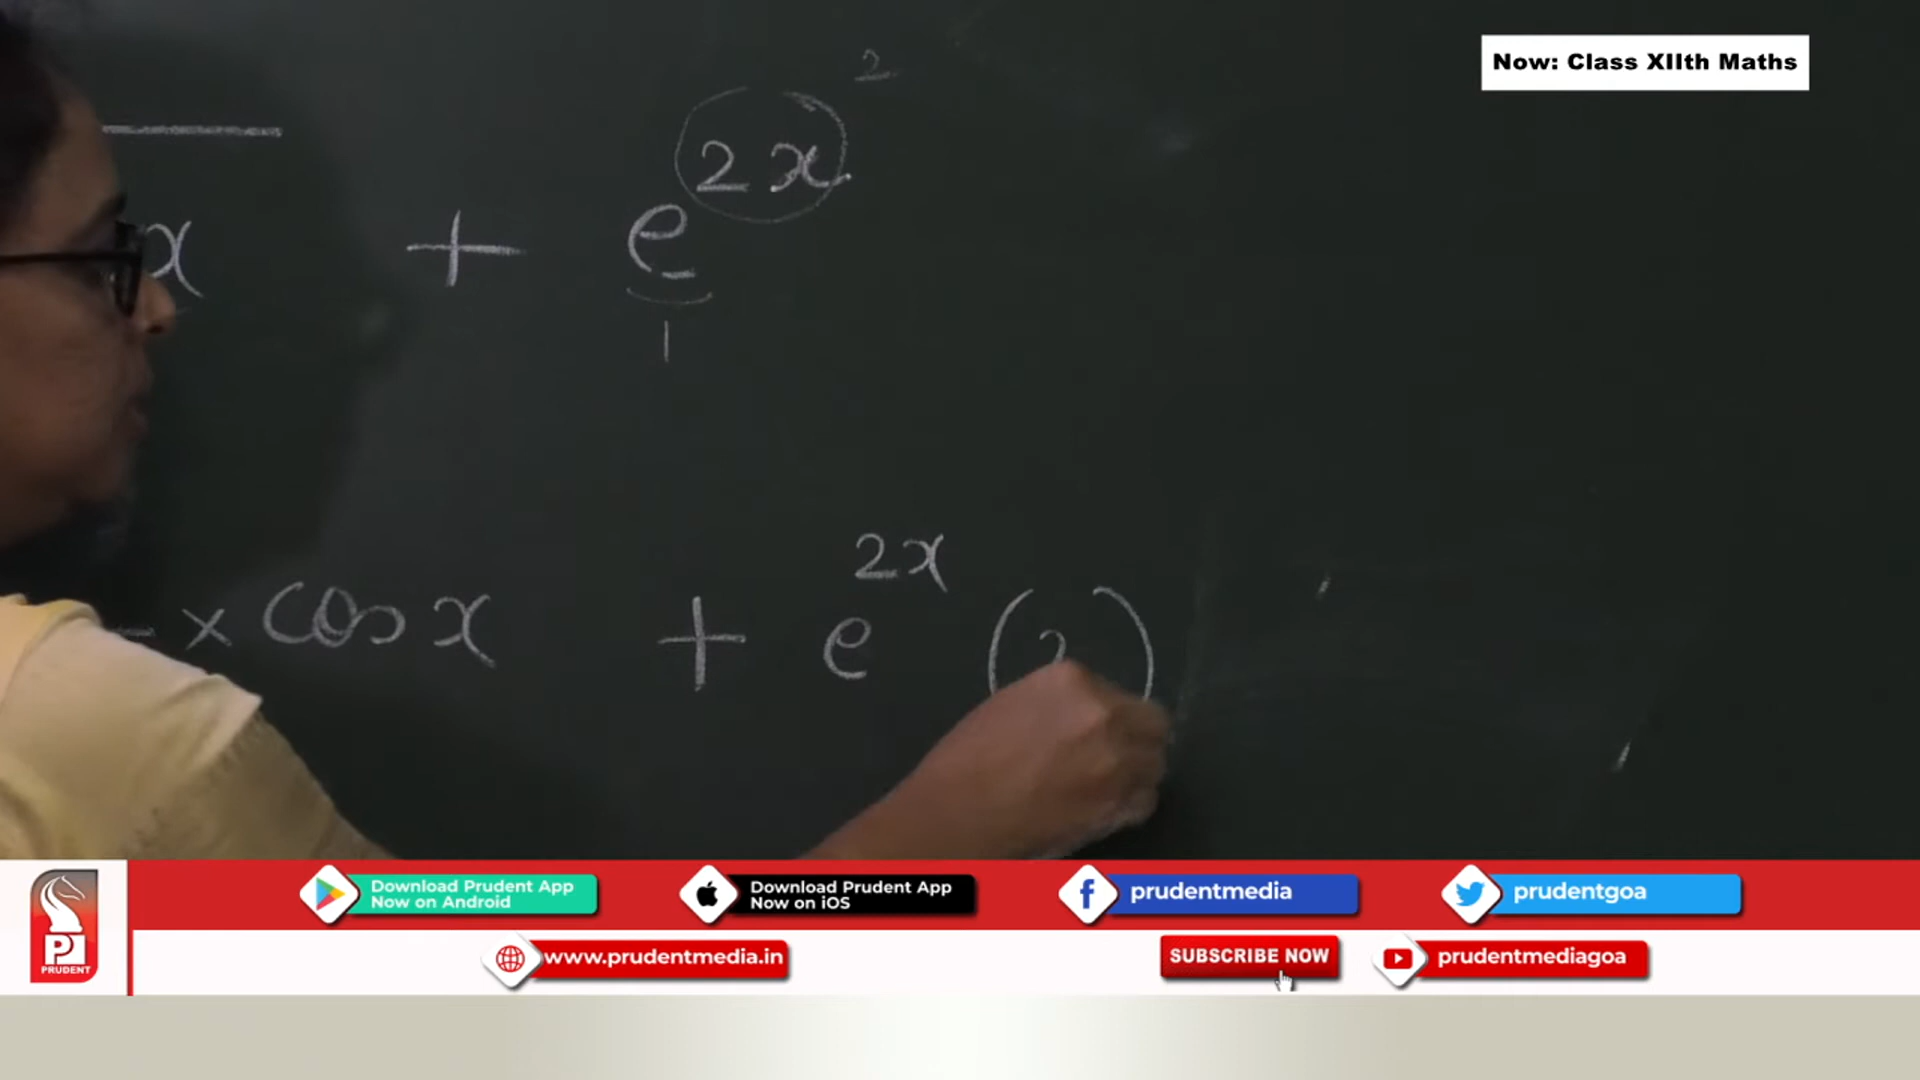 Now: Class XIIth Maths
2
2x
x + e
1
2x
× cos x + e (2)
Download Prudent App
Now on Android
Download Prudent App
Now on iOS
prudentmedia
prudentgoa
PRUDENT
www.prudentmedia.in
SUBSCRIBE NOW
prudentmediagoa